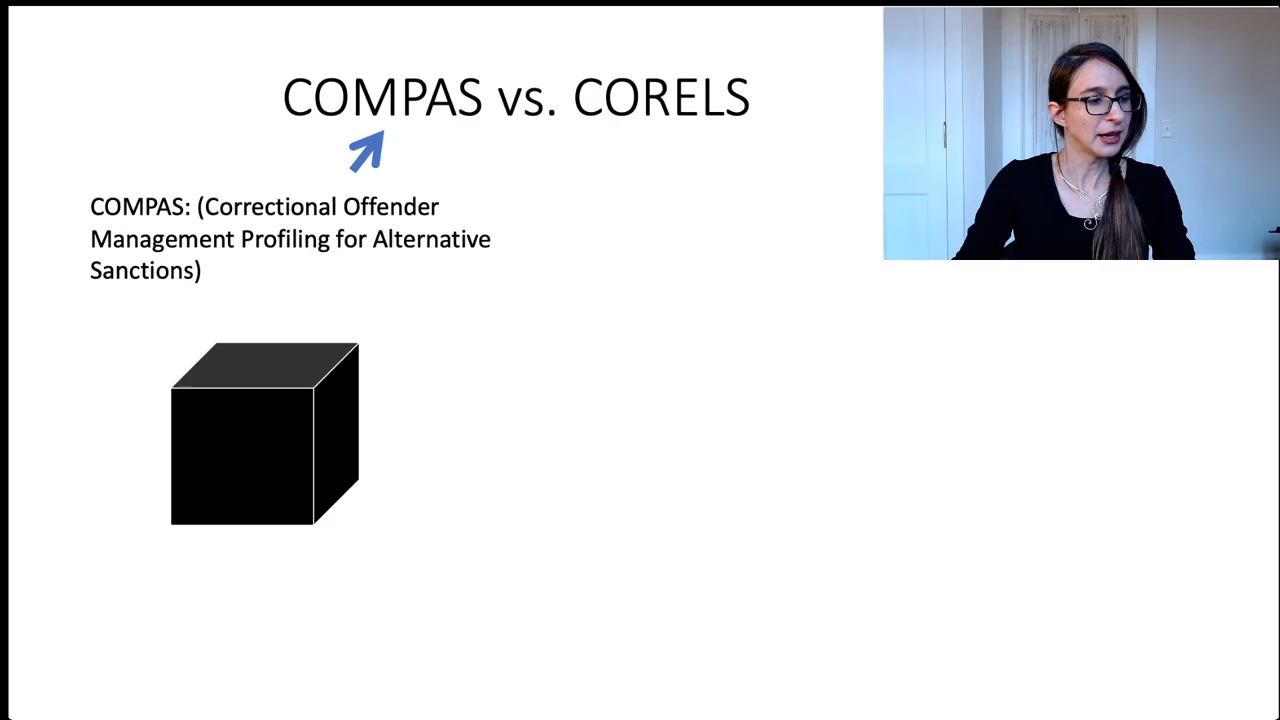 COMPAS vs. CORELS
COMPAS: (Correctional Offender
Management Profiling for Alternative
Sanctions)